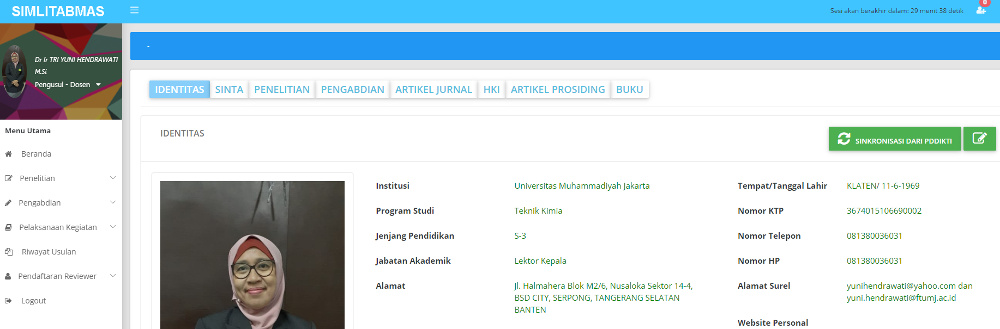 SIMLITABMAS
Sesi akan berakhir dalam: 29 menit 38 detik
0
Dr Ir TRI YUNI HENDRAWATI
M.Si
Pengusul - Dosen
Menu Utama
Beranda
Penelitian
Pengabdian
Pelaksanaan Kegiatan
Riwayat Usulan
Pendaftaran Reviewer
Logout
-
IDENTITAS SINTA PENELITIAN PENGABDIAN ARTIKEL JURNAL HKI ARTIKEL PROSIDING BUKU
IDENTITAS
SINKRONISASI DARI PDDIKTI
Institusi Universitas Muhammadiyah Jakarta
Program Studi Teknik Kimia
Jenjang Pendidikan S-3
Jabatan Akademik Lektor Kepala
Alamat Jl. Halmahera Blok M2/6, Nusaloka Sektor 14-4,
BSD CITY, SERPONG, TANGERANG SELATAN
BANTEN
Tempat/Tanggal Lahir KLATEN/ 11-6-1969
Nomor KTP 3674015106690002
Nomor Telepon 081380036031
Nomor HP 081380036031
Alamat Surel yunihendrawati@yahoo.com dan
yuni.hendrawati@ftumj.ac.id
Website Personal